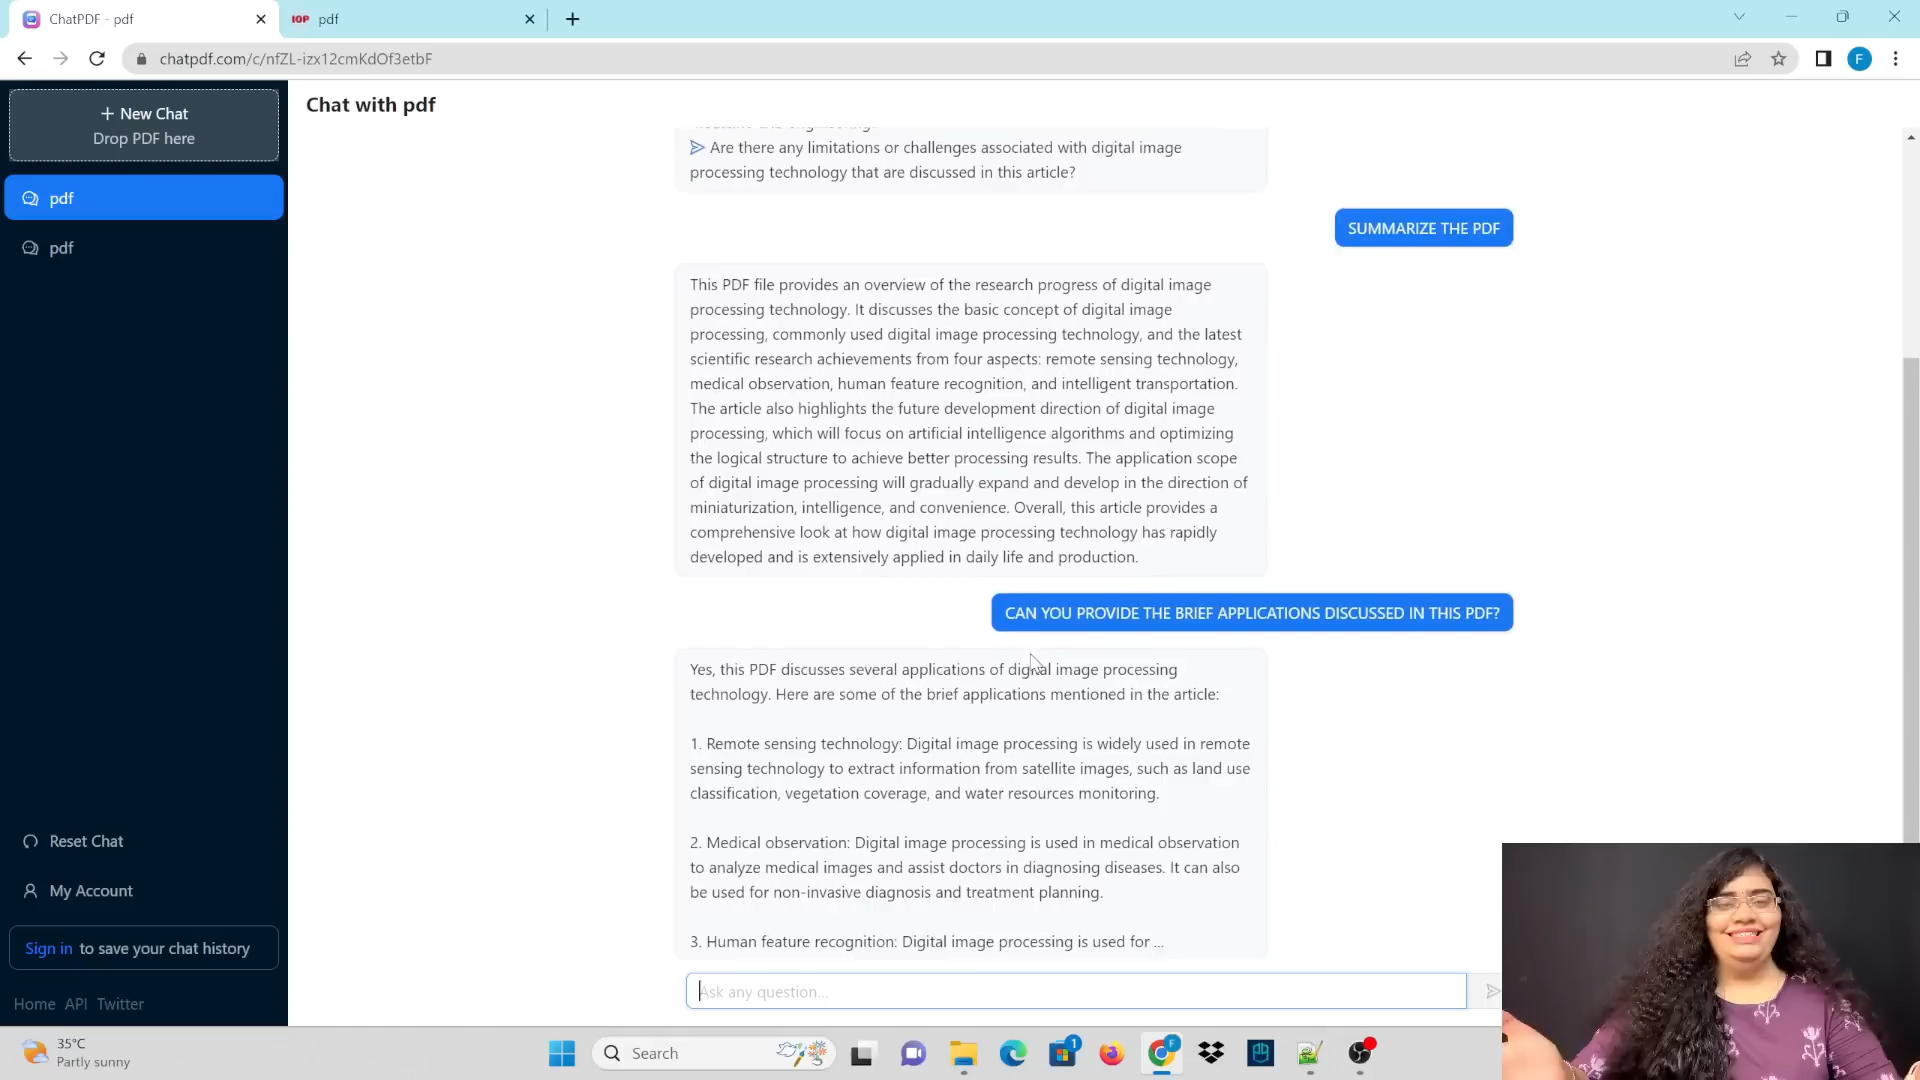 ChatPDF - pdf
IOP pdf
chatpdf.com/c/nfZL-izx12cmKdOf3etbF
F
+ New Chat
Drop PDF here
pdf
pdf
Reset Chat
My Account
Sign in to save your chat history
Home API Twitter
Chat with pdf
Are there any limitations or challenges associated with digital image
processing technology that are discussed in this article?
SUMMARIZE THE PDF
This PDF file provides an overview of the research progress of digital image
processing technology. It discusses the basic concept of digital image
processing, commonly used digital image processing technology, and the latest
scientific research achievements from four aspects: remote sensing technology,
medical observation, human feature recognition, and intelligent transportation.
The article also highlights the future development direction of digital image
processing, which will focus on artificial intelligence algorithms and optimizing
the logical structure to achieve better processing results. The application scope
of digital image processing will gradually expand and develop in the direction of
miniaturization, intelligence, and convenience. Overall, this article provides a
comprehensive look at how digital image processing technology has rapidly
developed and is extensively applied in daily life and production.
CAN YOU PROVIDE THE BRIEF APPLICATIONS DISCUSSED IN THIS PDF?
Yes, this PDF discusses several applications of digital image processing
technology. Here are some of the brief applications mentioned in the article:
1. Remote sensing technology: Digital image processing is widely used in remote
sensing technology to extract information from satellite images, such as land use
classification, vegetation coverage, and water resources monitoring.
2. Medical observation: Digital image processing is used in medical observation
to analyze medical images and assist doctors in diagnosing diseases. It can also
be used for non-invasive diagnosis and treatment planning.
3. Human feature recognition: Digital image processing is used for ...
Ask any question...
35°C
Partly sunny
Search
1
F